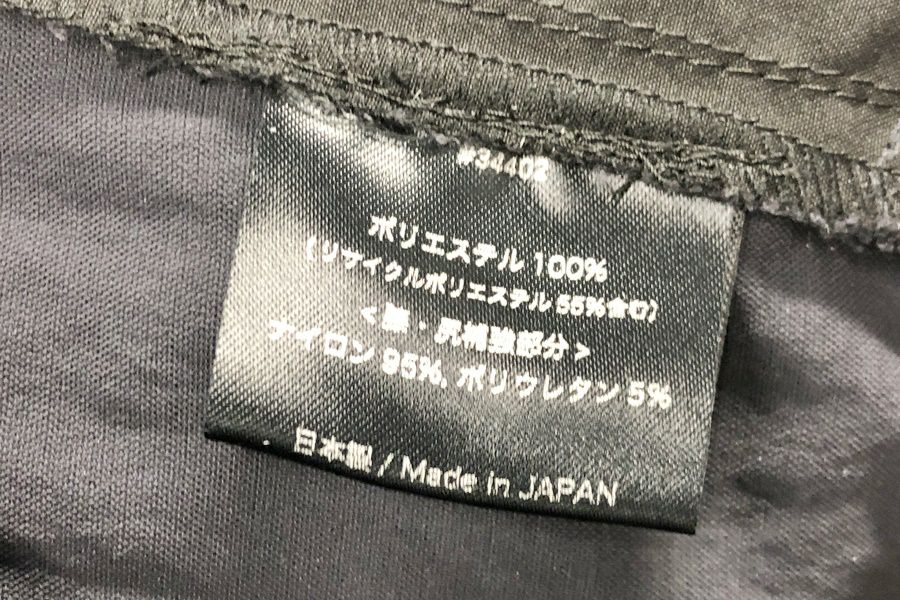 #34402
ポリエステル 100%
(リサイクルポリエステル 55%含む)
<膝・尻補強部分>
ナイロン 95%, ポリウレタン 5%
日本製 / Made in JAPAN